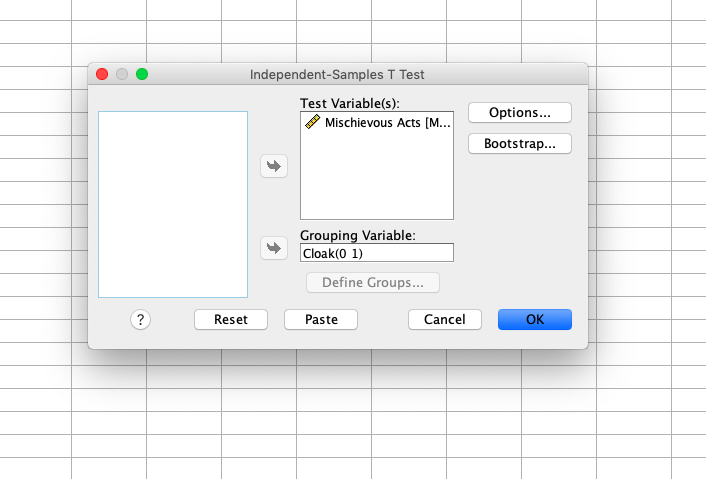 Independent-Samples T Test
Test Variable(s):
Mischievous Acts [M...
Options...
Bootstrap...
Grouping Variable:
Cloak(0 1)
Define Groups...
?
Reset
Paste
Cancel
OK